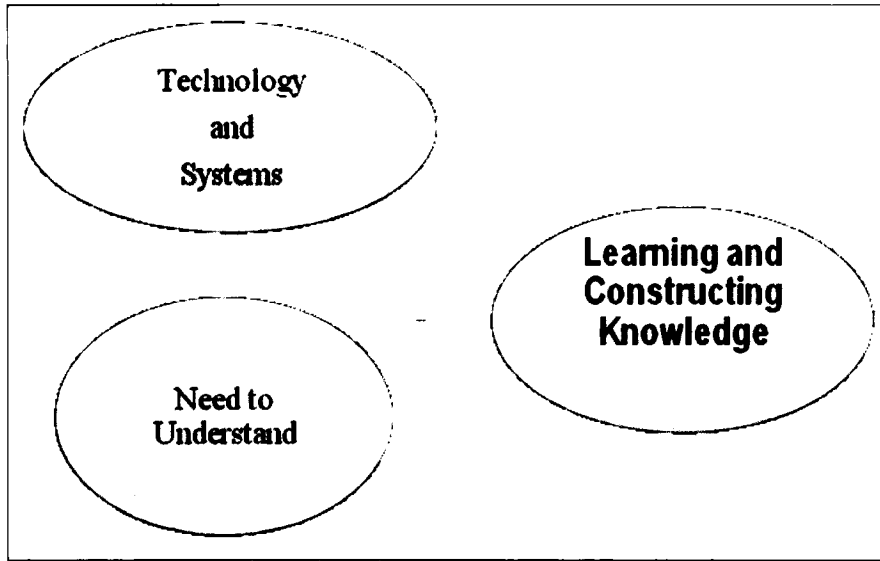 Technology
and
Systems
Learning and
Constructing
Knowledge
Need to
Understand